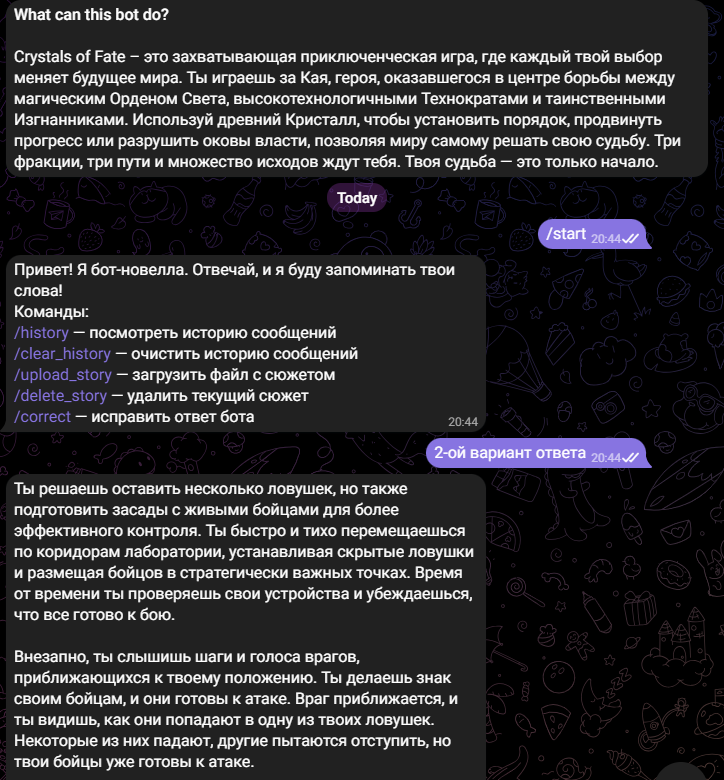 What can this bot do?
Crystals of Fate – это захватывающая приключенческая игра, где каждый твой выбор
меняет будущее мира. Ты играешь за Кая, героя, оказавшегося в центре борьбы между
магическим Орденом Света, высокотехнологичными Технократами и таинственными
Изгнанниками. Используй древний Кристалл, чтобы установить порядок, продвинуть
прогресс или разрушить оковы власти, позволяя миру самому решать свою судьбу. Три
фракции, три пути и множество исходов ждут тебя. Твоя судьба — это только начало.
Today
/start 20:44
Привет! Я бот-новелла. Отвечай, и я буду запоминать твои
слова!
Команды:
/history — посмотреть историю сообщений
/clear_history — очистить историю сообщений
/upload_story — загрузить файл с сюжетом
/delete_story — удалить текущий сюжет
/correct — исправить ответ бота
20:44
2-ой вариант ответа 20:44
Ты решаешь оставить несколько ловушек, но также
подготовить засады с живыми бойцами для более
эффективного контроля. Ты быстро и тихо перемещаешься
по коридорам лаборатории, устанавливая скрытые ловушки
и размещая бойцов в стратегически важных точках. Время
от времени ты проверяешь свои устройства и убеждаешься,
что все готово к бою.
Внезапно, ты слышишь шаги и голоса врагов,
приближающихся к твоему положению. Ты делаешь знак
своим бойцам, и они готовы к атаке. Враг приближается, и
ты видишь, как они попадают в одну из твоих ловушек.
Некоторые из них падают, другие пытаются отступить, но
твои бойцы уже готовы к атаке.